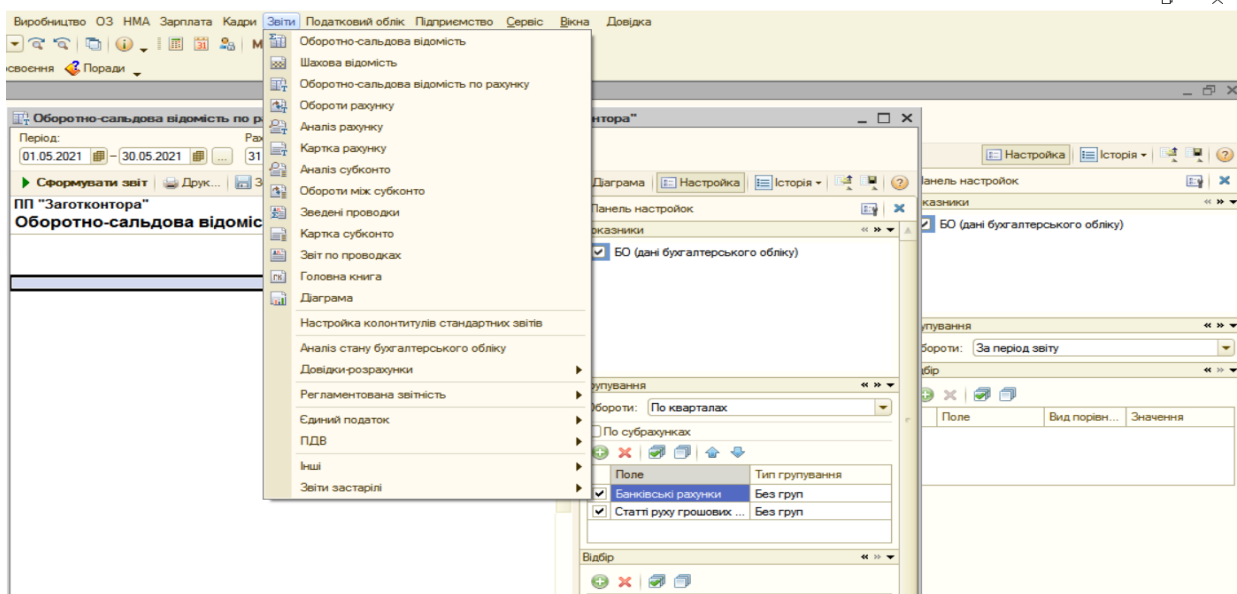 Виробництво ОЗ НМА Зарплата Кадри Звіти Податковий облік Підприємство Сервіс Вікна Довідка
Поради
Оборотно-сальдова відомість
Шахова відомість
Оборотно-сальдова відомість по рахунку
Обороти рахунку
Аналіз рахунку
Картка рахунку
Аналіз субконто
Обороти між субконто
Зведені проводки
Картка субконто
Звіт по проводках
Головна книга
Діаграма
Настройка колонтитулів стандартних звітів
Аналіз стану бухгалтерського обліку
Довідки-розрахунки
Регламентована звітність
Єдиний податок
ПДВ
Інші
Звіти застарілі
Оборотно-сальдова відомість по
Період:
01.05.2021 – 30.05.2021 ... 31
Сформувати звіт Друк...
ПП "Заготконтора"
Оборотно-сальдова
Діаграма Настройка Історія
Панель настройок
БО (дані бухгалтерського обліку)
Обороти: По кварталах
По субрахунках
Поле Тип групування
Банківські рахунки Без груп
Статті руху грошових ... Без груп
Відбір
Настройка Історія
настройок
БО (дані бухгалтерського обліку)
За період звіту
Поле Вид порівн... Значення